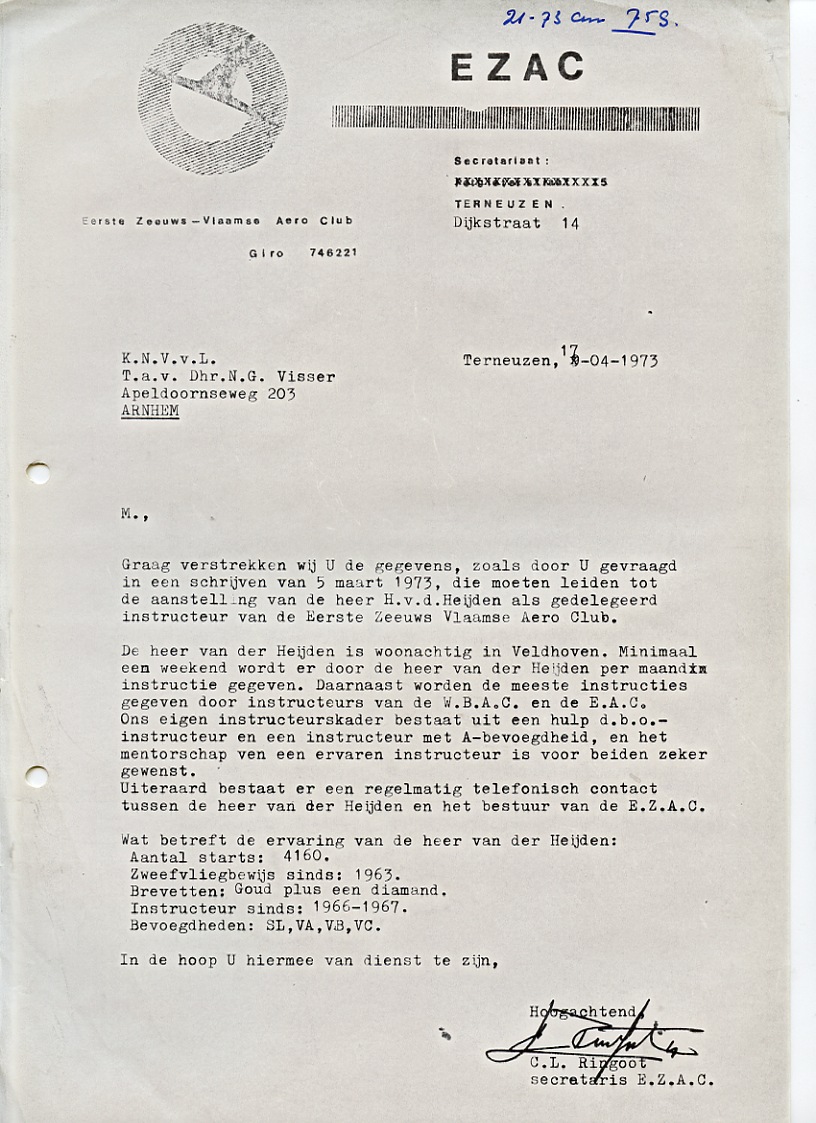 21-73 am 759.
EZAC
Secretariaat:
TERNEUZEN.
Dijkstraat 14
Eerste Zeeuws-Vlaamse Aero Club
Giro 746221
K.N.V.v.L.
T.a.v. Dhr.N.G. Visser
Apeldoornseweg 203
ARNHEM
Terneuzen, 17-04-1973
M.,
Graag verstrekken wij U de gegevens, zoals door U gevraagd
in een schrijven van 5 maart 1973, die moeten leiden tot
de aanstelling van de heer H.v.d.Heijden als gedelegeerd
instructeur van de Eerste Zeeuws Vlaamse Aero Club.
De heer van der Heijden is woonachtig in Veldhoven. Minimaal
een weekend wordt er door de heer van der Heijden per maand
instructie gegeven. Daarnaast worden de meeste instructies
gegeven door instructeurs van de W.B.A.C. en de E.A.C.
Ons eigen instructeurskader bestaat uit een hulp d.b.o.-
instructeur en een instructeur met A-bevoegdheid, en het
mentorschap ven een ervaren instructeur is voor beiden zeker
gewenst.
Uiteraard bestaat er een regelmatig telefonisch contact
tussen de heer van der Heijden en het bestuur van de E.Z.A.C.
Wat betreft de ervaring van de heer van der Heijden:
Aantal starts: 4160.
Zweefvliegbewijs sinds: 1963.
Brevetten: Goud plus een diamand.
Instructeur sinds: 1966-1967.
Bevoegdheden: SL,VA,VB,VC.
In de hoop U hiermee van dienst te zijn,
Hoogachtend,
C.L. Ringoot
secretaris E.Z.A.C.